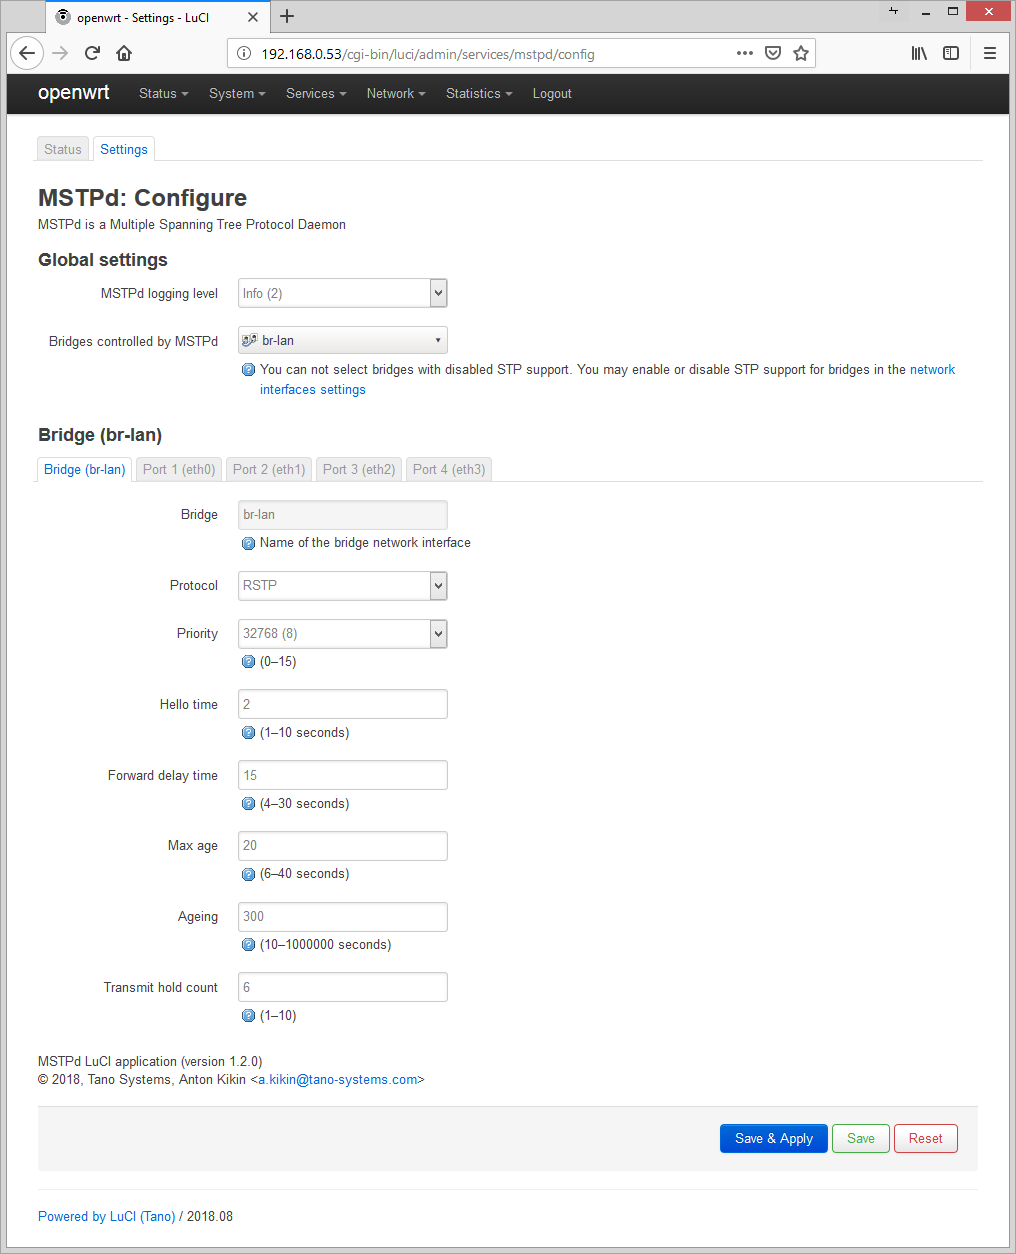 openwrt - Settings - LuCI
192.168.0.53/cgi-bin/luci/admin/services/mstpd/config
openwrt Status System Services Network Statistics Logout
Status Settings
MSTPd: Configure
MSTPd is a Multiple Spanning Tree Protocol Daemon
Global settings
MSTPd logging level Info (2)
Bridges controlled by MSTPd br-lan
You can not select bridges with disabled STP support. You may enable or disable STP support for bridges in the network
interfaces settings
Bridge (br-lan)
Bridge (br-lan) Port 1 (eth0) Port 2 (eth1) Port 3 (eth2) Port 4 (eth3)
Bridge br-lan
Name of the bridge network interface
Protocol RSTP
Priority 32768 (8)
(0–15)
Hello time 2
(1–10 seconds)
Forward delay time 15
(4–30 seconds)
Max age 20
(6–40 seconds)
Ageing 300
(10–1000000 seconds)
Transmit hold count 6
(1–10)
MSTPd LuCI application (version 1.2.0)
© 2018, Tano Systems, Anton Kikin <a.kikin@tano-systems.com>
Save & Apply Save Reset
Powered by LuCI (Tano) / 2018.08